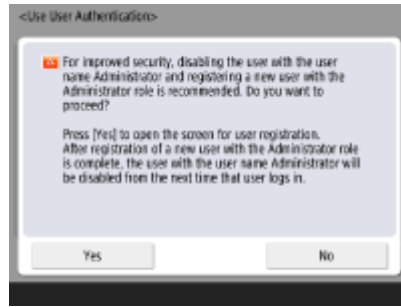 <Use User Authentication>
For improved security, disabling the user with the user
name Administrator and registering a new user with the
Administrator role is recommended. Do you want to
proceed?
Press [Yes] to open the screen for user registration.
After registration of a new user with the Administrator role
is complete, the user with the user name Administrator will
be disabled from the next time that user logs in.
Yes
No